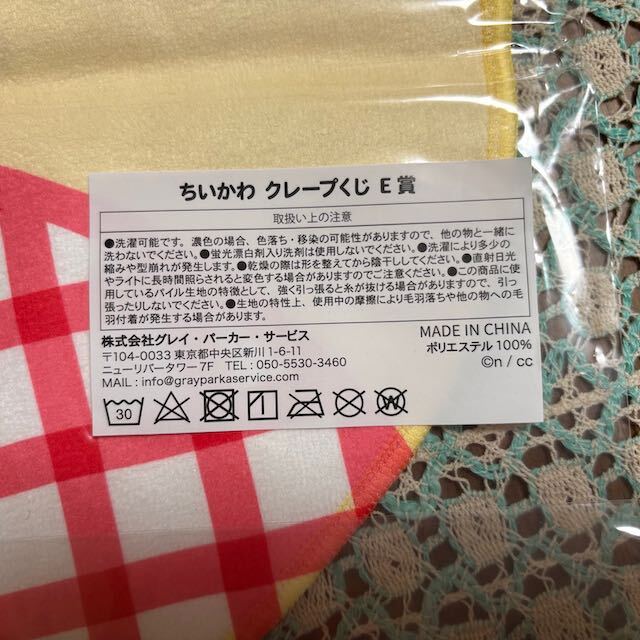 ちいかわ クレープくじ E賞
取扱い上の注意
●洗濯可能です。濃色の場合、色落ち・移染の可能性がありますので、他の物と一緒に
洗わないでください。●蛍光漂白剤入り洗剤は使用しないでください。●洗濯により多少の
縮みや型崩れが発生します。●乾燥の際は形を整えてから陰干ししてください。●直射日光
やライトに長時間照られると変色する場合がありますのでご注意ください。●この商品に使
用しているパイル生地の特徴として、強く引っ張ると糸が抜ける場合がありますので、引っ
張ったりしないでください。●生地の特性上、使用中の摩擦により毛羽落ちや他の物への毛
羽付着が発生する場合があります。
株式会社グレイ・パーカー・サービス
〒104-0033 東京都中央区新川1-6-11
ニューリバータワー7F TEL:050-5530-3460
MAIL:info@grayparkaservice.com
MADE IN CHINA
ポリエステル 100%
©n / cc
30
W